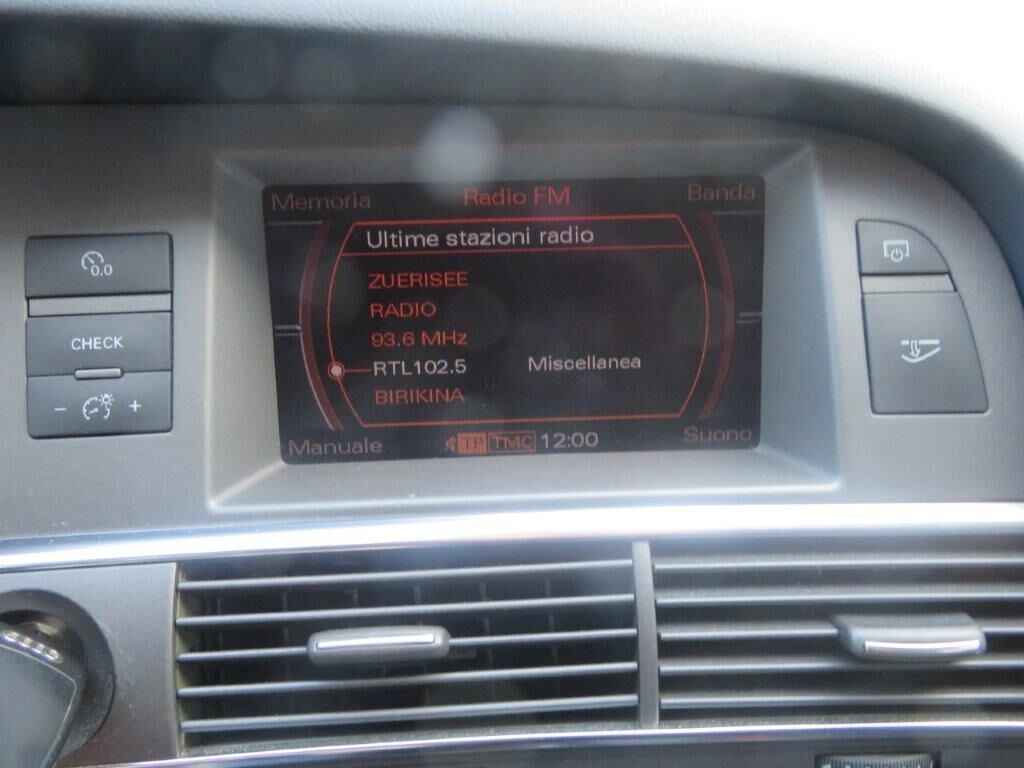 Memoria Radio FM Banda
Ultime stazioni radio
ZUERISEE
RADIO
93.6 MHz
RTL102.5 Miscellanea
BIRIKINA
Manuale TP TMC 12:00 Suono
0.0
CHECK
- +